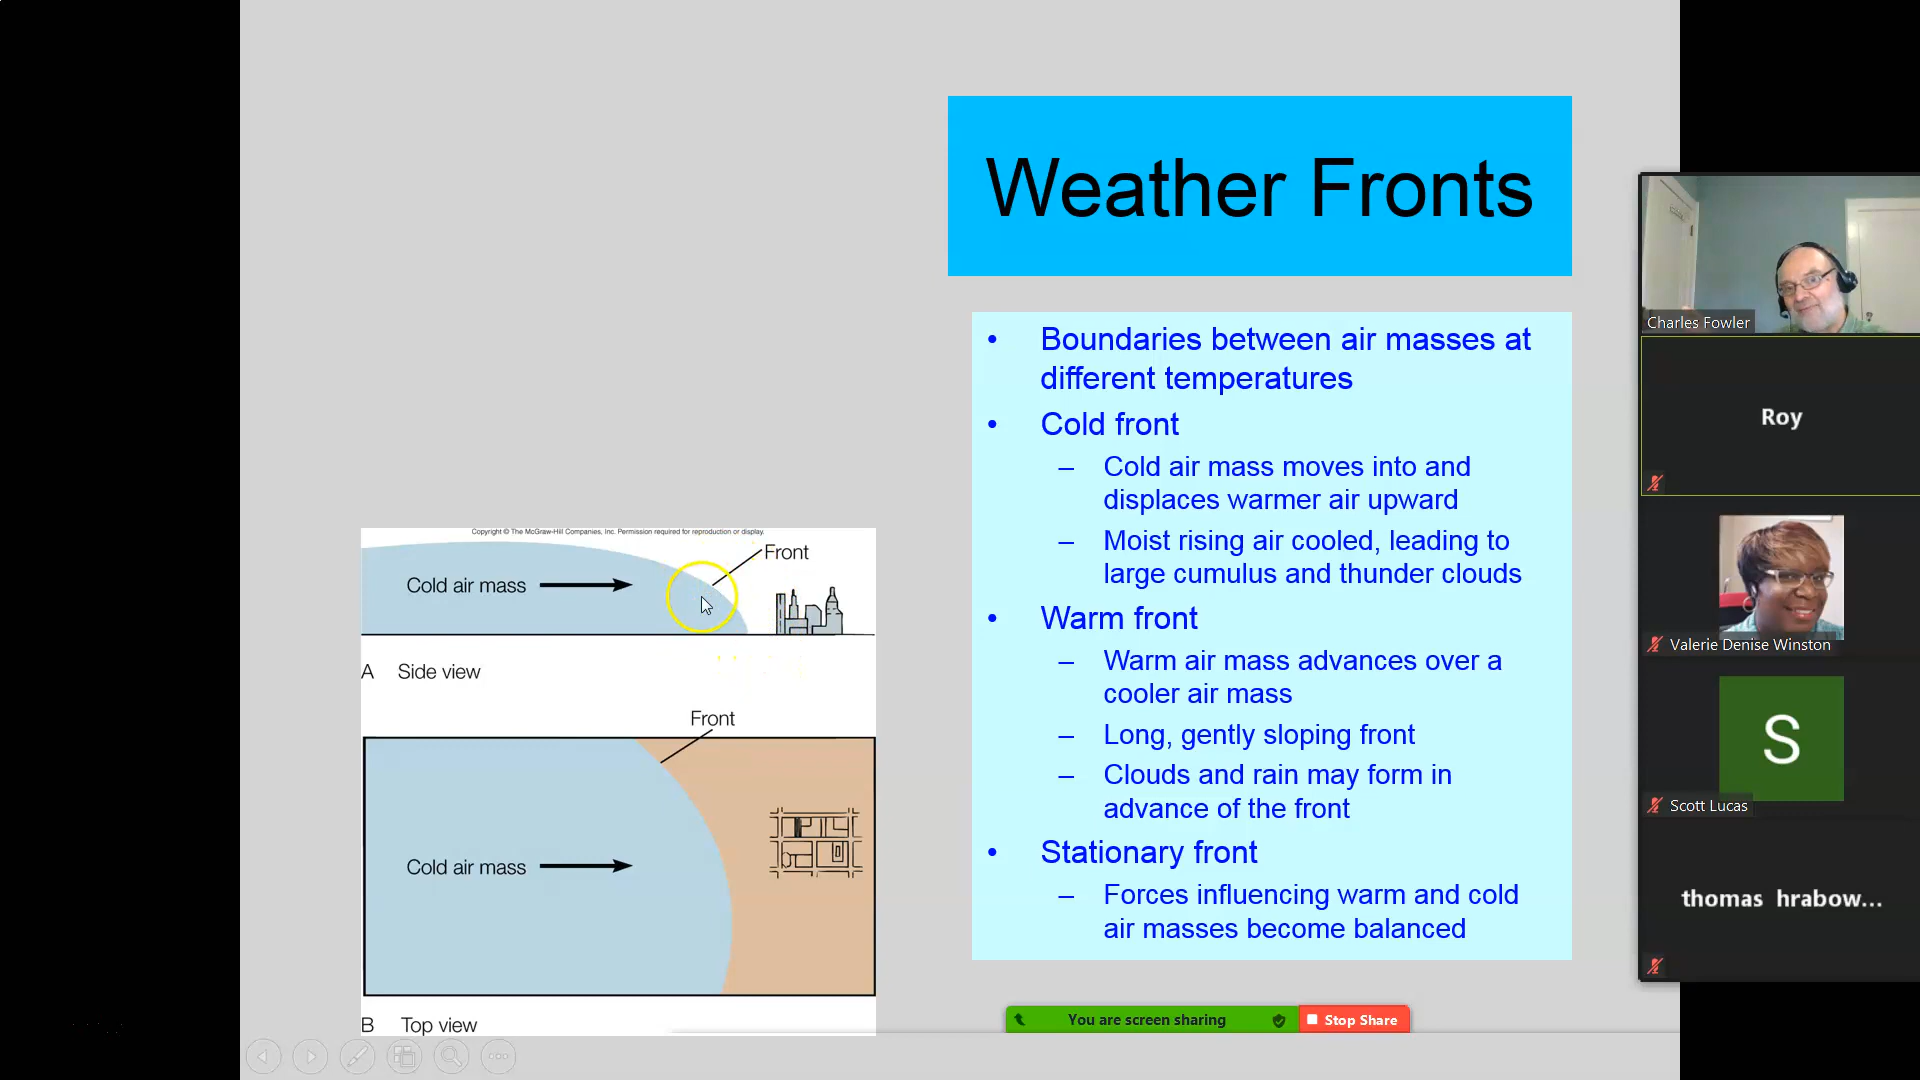 Weather Fronts
• Boundaries between air masses at
different temperatures
• Cold front
– Cold air mass moves into and
displaces warmer air upward
– Moist rising air cooled, leading to
large cumulus and thunder clouds
• Warm front
– Warm air mass advances over a
cooler air mass
– Long, gently sloping front
– Clouds and rain may form in
advance of the front
• Stationary front
– Forces influencing warm and cold
air masses become balanced
Copyright © The McGraw-Hill Companies, Inc. Permission required for reproduction or display.
Front
Cold air mass
A Side view
Front
Cold air mass
B Top view
You are screen sharing
Stop Share
Charles Fowler
Roy
Valerie Denise Winston
S
Scott Lucas
thomas hrabow...